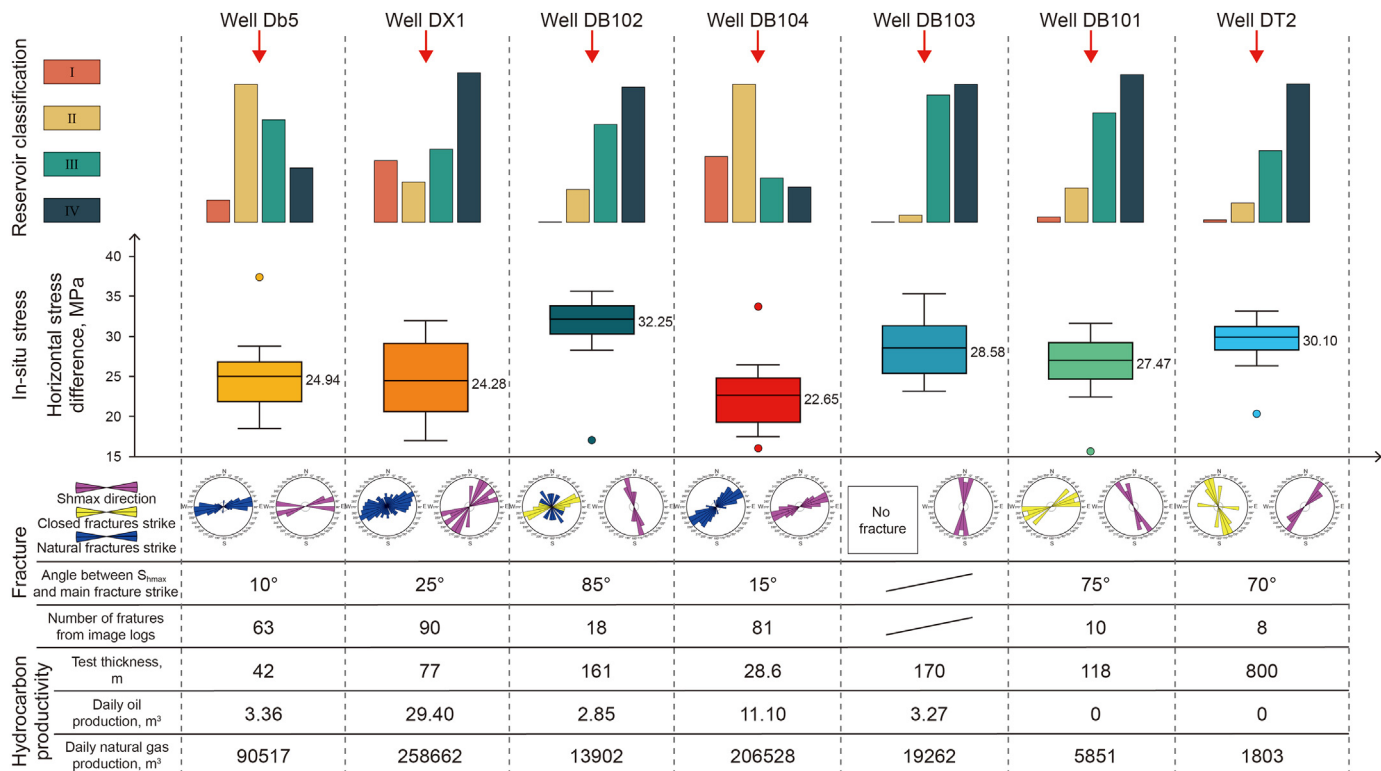 Well Db5
Well DX1
Well DB102
Well DB104
Well DB103
Well DB101
Well DT2
Reservoir classification
I
II
III
IV
In-situ stress
Horizontal stress
difference, MPa
40
35
30
25
20
15
24.94
24.28
32.25
22.65
28.58
27.47
30.10
Fracture
Shmax direction
Closed fractures strike
Natural fractures strike
N
W
E
S
N
W
E
S
N
W
E
S
N
W
E
S
N
W
E
S
N
W
E
S
N
W
E
S
N
W
E
S
No
fracture
N
W
E
S
N
W
E
S
N
W
E
S
N
W
E
S
N
W
E
S
Angle between Shmax
and main fracture strike
10° 25° 85° 15° 75° 70°
Number of fratures
from image logs
63 90 18 81 10 8
Hydrocarbon
productivity
Test thickness,
m
42 77 161 28.6 170 118 800
Daily oil
production, m³
3.36 29.40 2.85 11.10 3.27 0 0
Daily natural gas
production, m³
90517 258662 13902 206528 19262 5851 1803